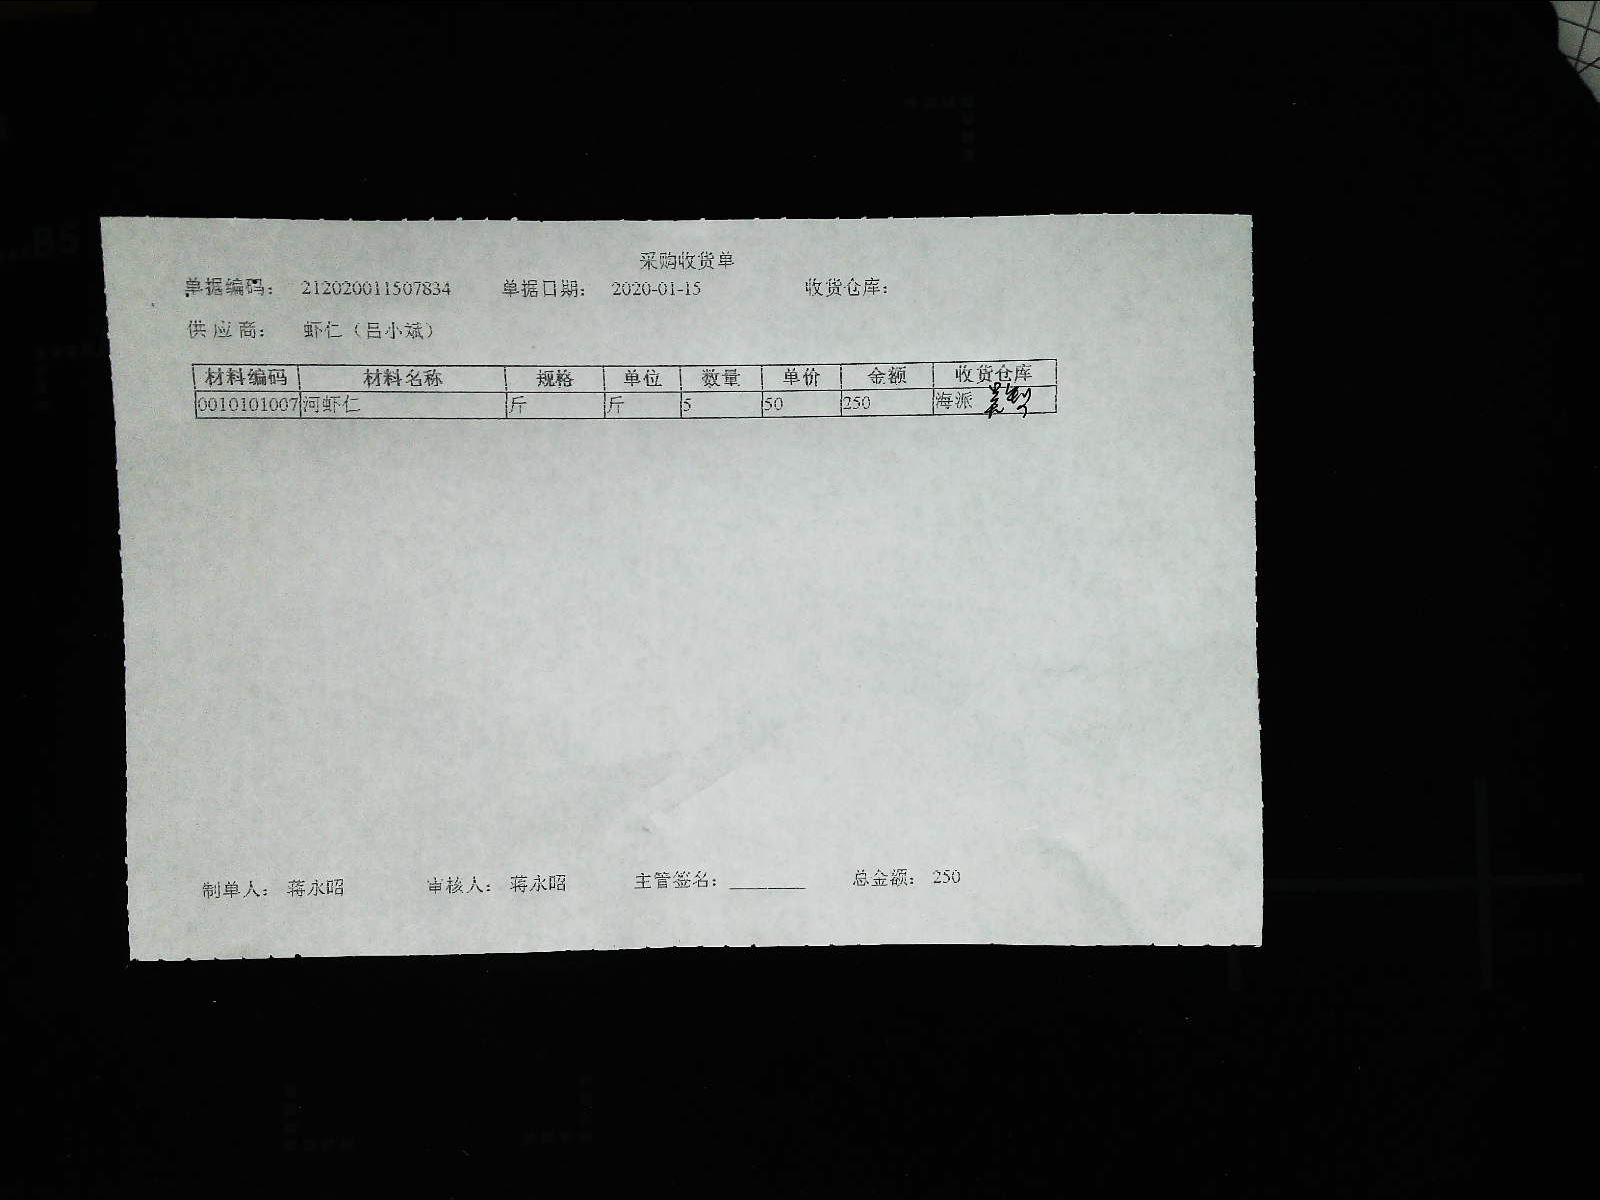 采购收货单
单据编码： 212020011507834 单据日期： 2020-01-15 收货仓库：
供应商： 虾仁（吕小斌）
材料编码 材料名称 规格 单位 数量 单价 金额 收货仓库
0010101007 河虾仁 斤 斤 5 50 250 海派
制单人： 蒋永昭 审核人： 蒋永昭 主管签名：________ 总金额： 250